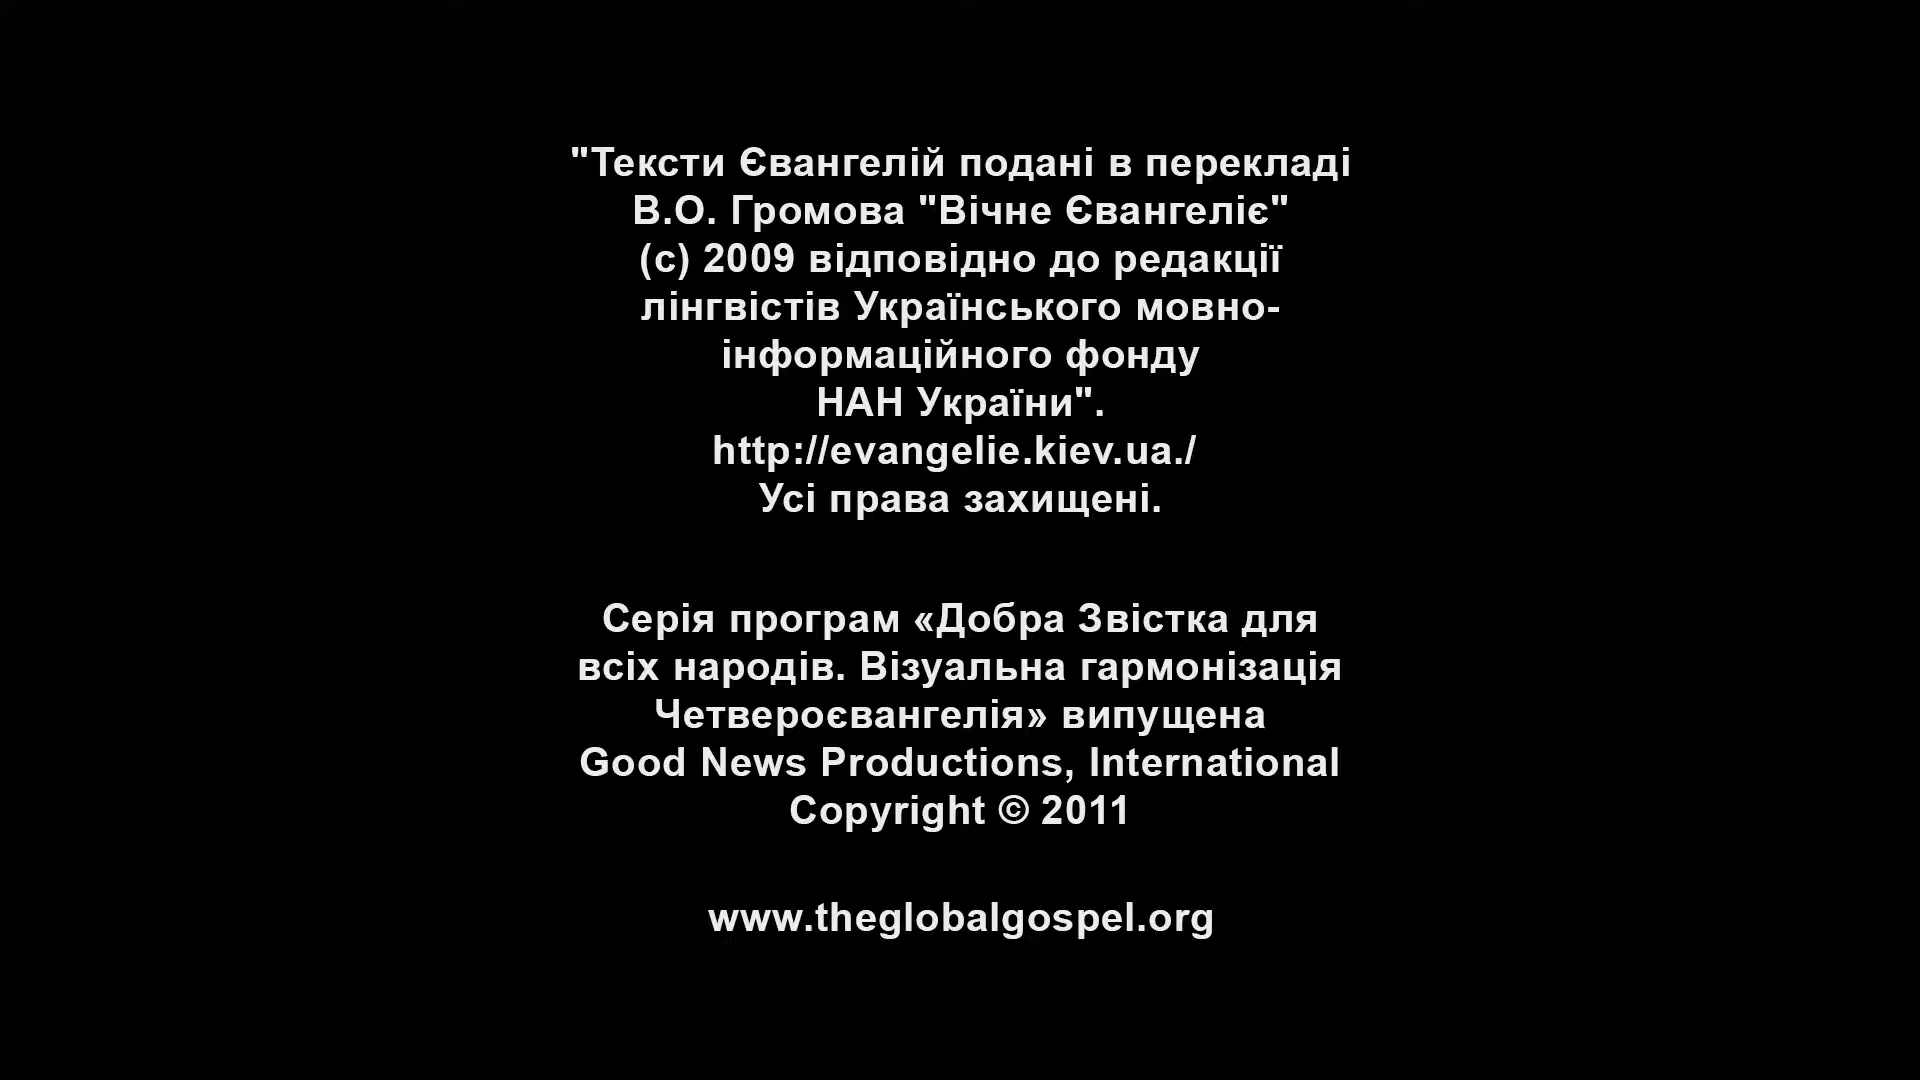 "Тексти Євангелій подані в перекладі
В.О. Громова "Вічне Євангеліє"
(с) 2009 відповідно до редакції
лінгвістів Українського мовно-
інформаційного фонду
НАН України".
http://evangelie.kiev.ua./
Усі права захищені.
Серія програм «Добра Звістка для
всіх народів. Візуальна гармонізація
Четвероєвангелія» випущена
Good News Productions, International
Copyright © 2011
www.theglobalgospel.org